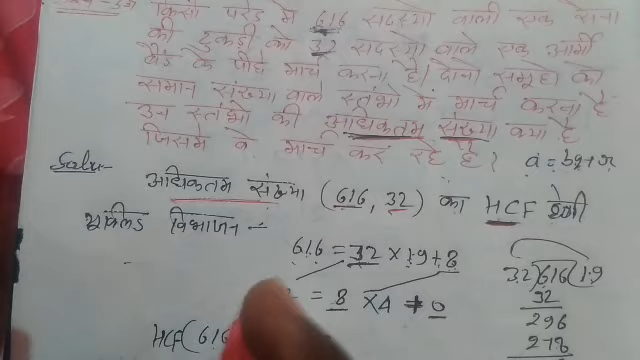 किसी परेड में 616 सदस्यों वाली एक सेना
की टुकड़ी को 32 सदस्यों वाले एक आर्मी
बैंड के पीछे मार्च करना है। दोनों समूहों को
समान संख्या वाले स्तंभों में मार्च करना है
उन स्तंभों की अधिकतम संख्या क्या है
जिसमें वे मार्च कर रहे है? a = bq+r
Solu-
अधिकतम संख्या (616, 32) का HCF होगी
यूक्लिड विभाजन -
616 = 32 × 19 + 8
= 8 × 4 + 0
32)616(19
32
296
HCF(616